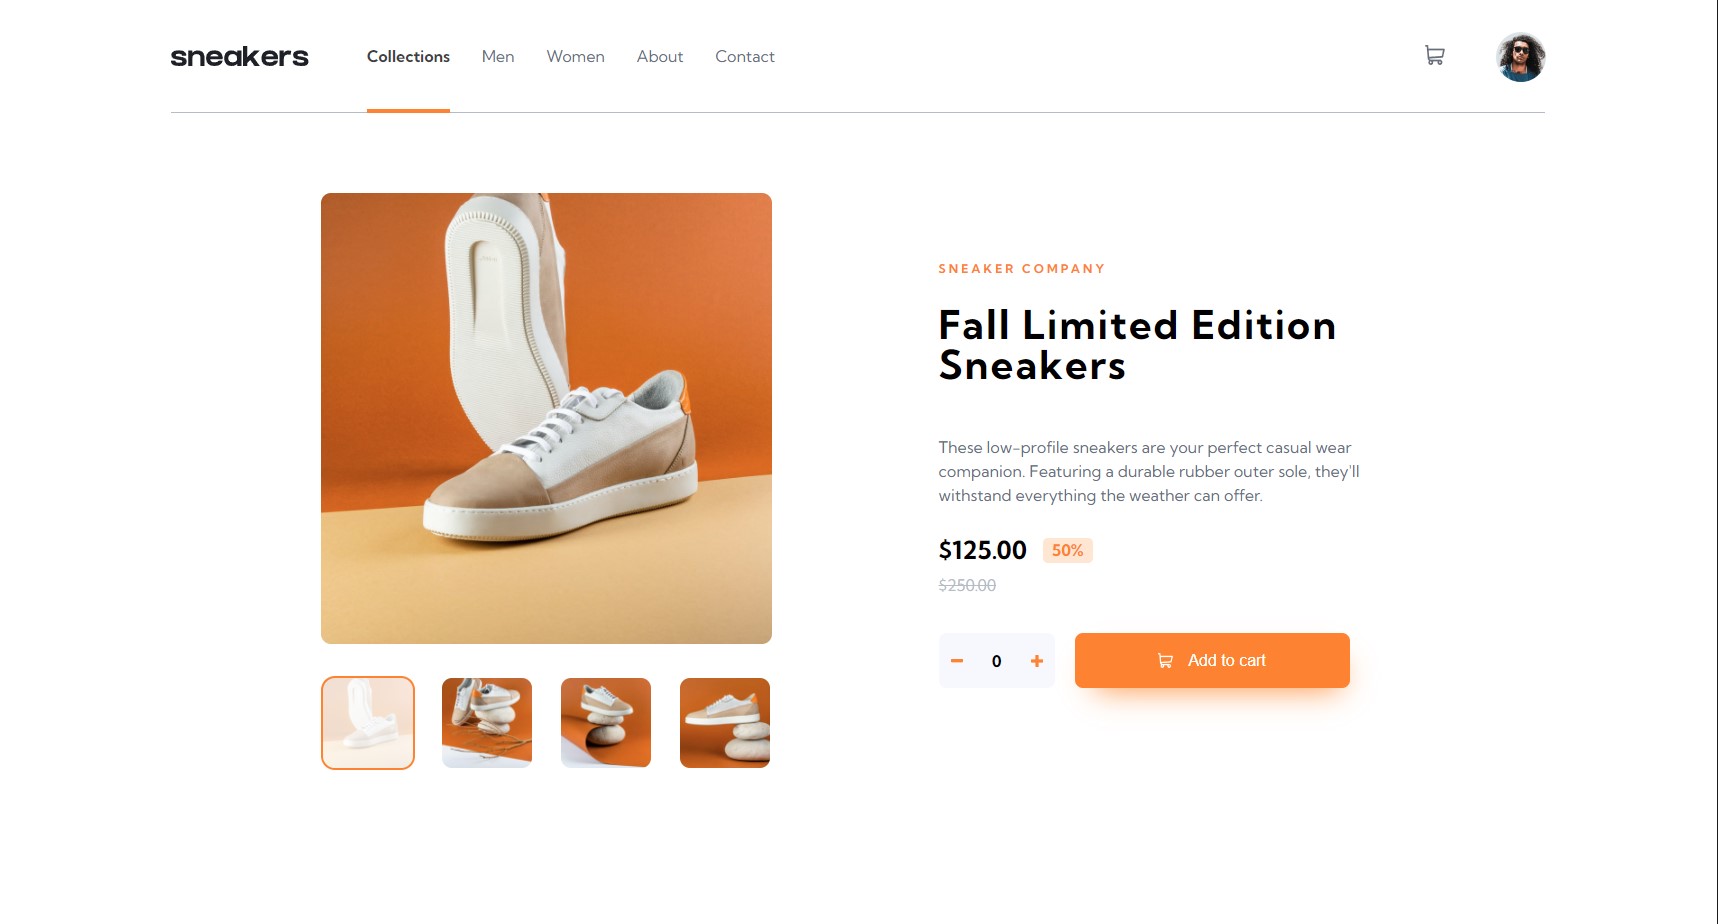 sneakers
Collections Men Women About Contact
SNEAKER COMPANY
Fall Limited Edition
Sneakers
These low-profile sneakers are your perfect casual wear
companion. Featuring a durable rubber outer sole, they'll
withstand everything the weather can offer.
$125.00 50%
$250.00
0 Add to cart